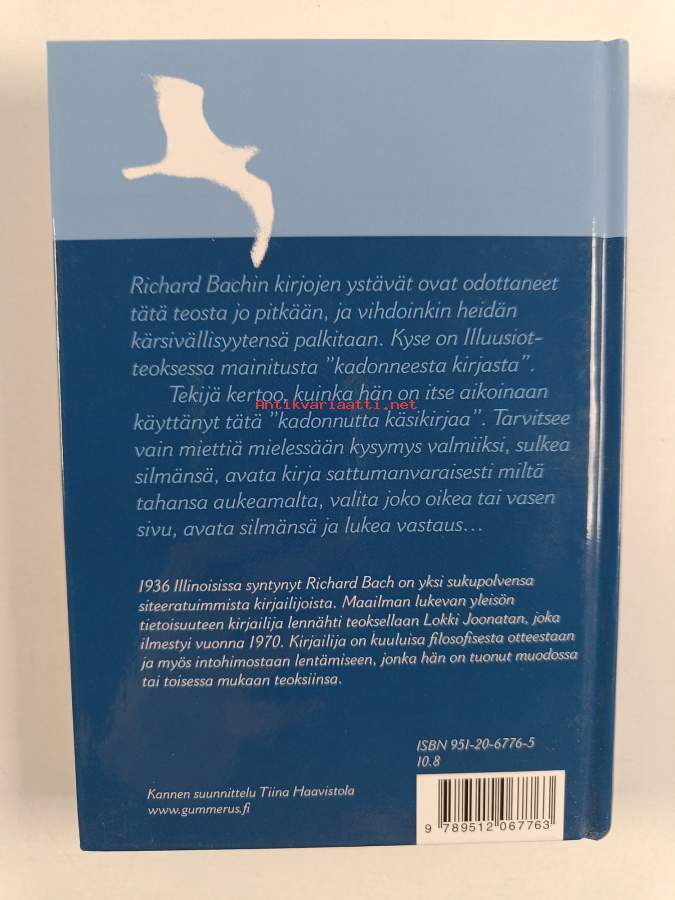 Richard Bachin kirjojen ystävät ovat odottaneet
tätä teosta jo pitkään, ja vihdoinkin heidän
kärsivällisyytensä palkitaan. Kyse on Illuusiot-
teoksessa mainitusta ”kadonneesta kirjasta”.
Tekijä kertoo, kuinka hän on itse aikoinaan
Antikvariaatti.net
käyttänyt tätä ”kadonnutta käsikirjaa”. Tarvitsee
vain miettiä mielessään kysymys valmiiksi, sulkea
silmänsä, avata kirja sattumanvaraisesti miltä
tahansa aukeamalta, valita joko oikea tai vasen
sivu, avata silmänsä ja lukea vastaus...
1936 Illinoisissa syntynyt Richard Bach on yksi sukupolvensa
siteeratuimmista kirjailijoista. Maailman lukevan yleisön
tietoisuuteen kirjailija lennähti teoksellaan Lokki Joonatan, joka
ilmestyi vuonna 1970. Kirjailija on kuuluisa filosofisesta otteestaan
ja myös intohimostaan lentämiseen, jonka hän on tuonut muodossa
tai toisessa mukaan teoksiinsa.
ISBN 951-20-6776-5
10.8
Kannen suunnittelu Tiina Haavistola
www.gummerus.fi
9 789512 067763